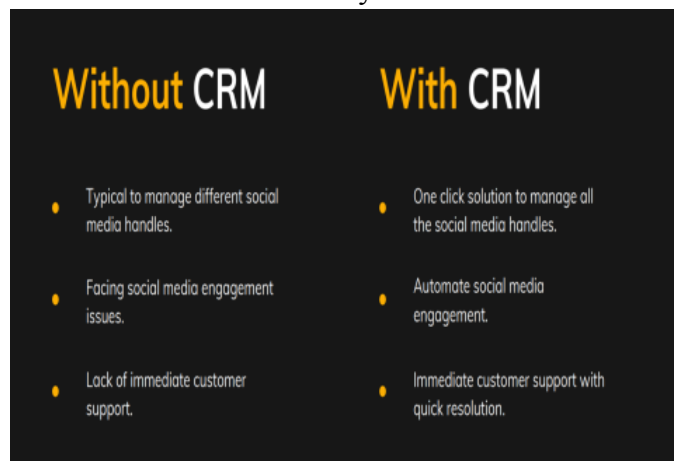 Without CRM
Typical to manage different social
media handles.
Facing social media engagement
issues.
Lack of immediate customer
support.
With CRM
One click solution to manage all
the social media handles.
Automate social media
engagement.
Immediate customer support with
quick resolution.